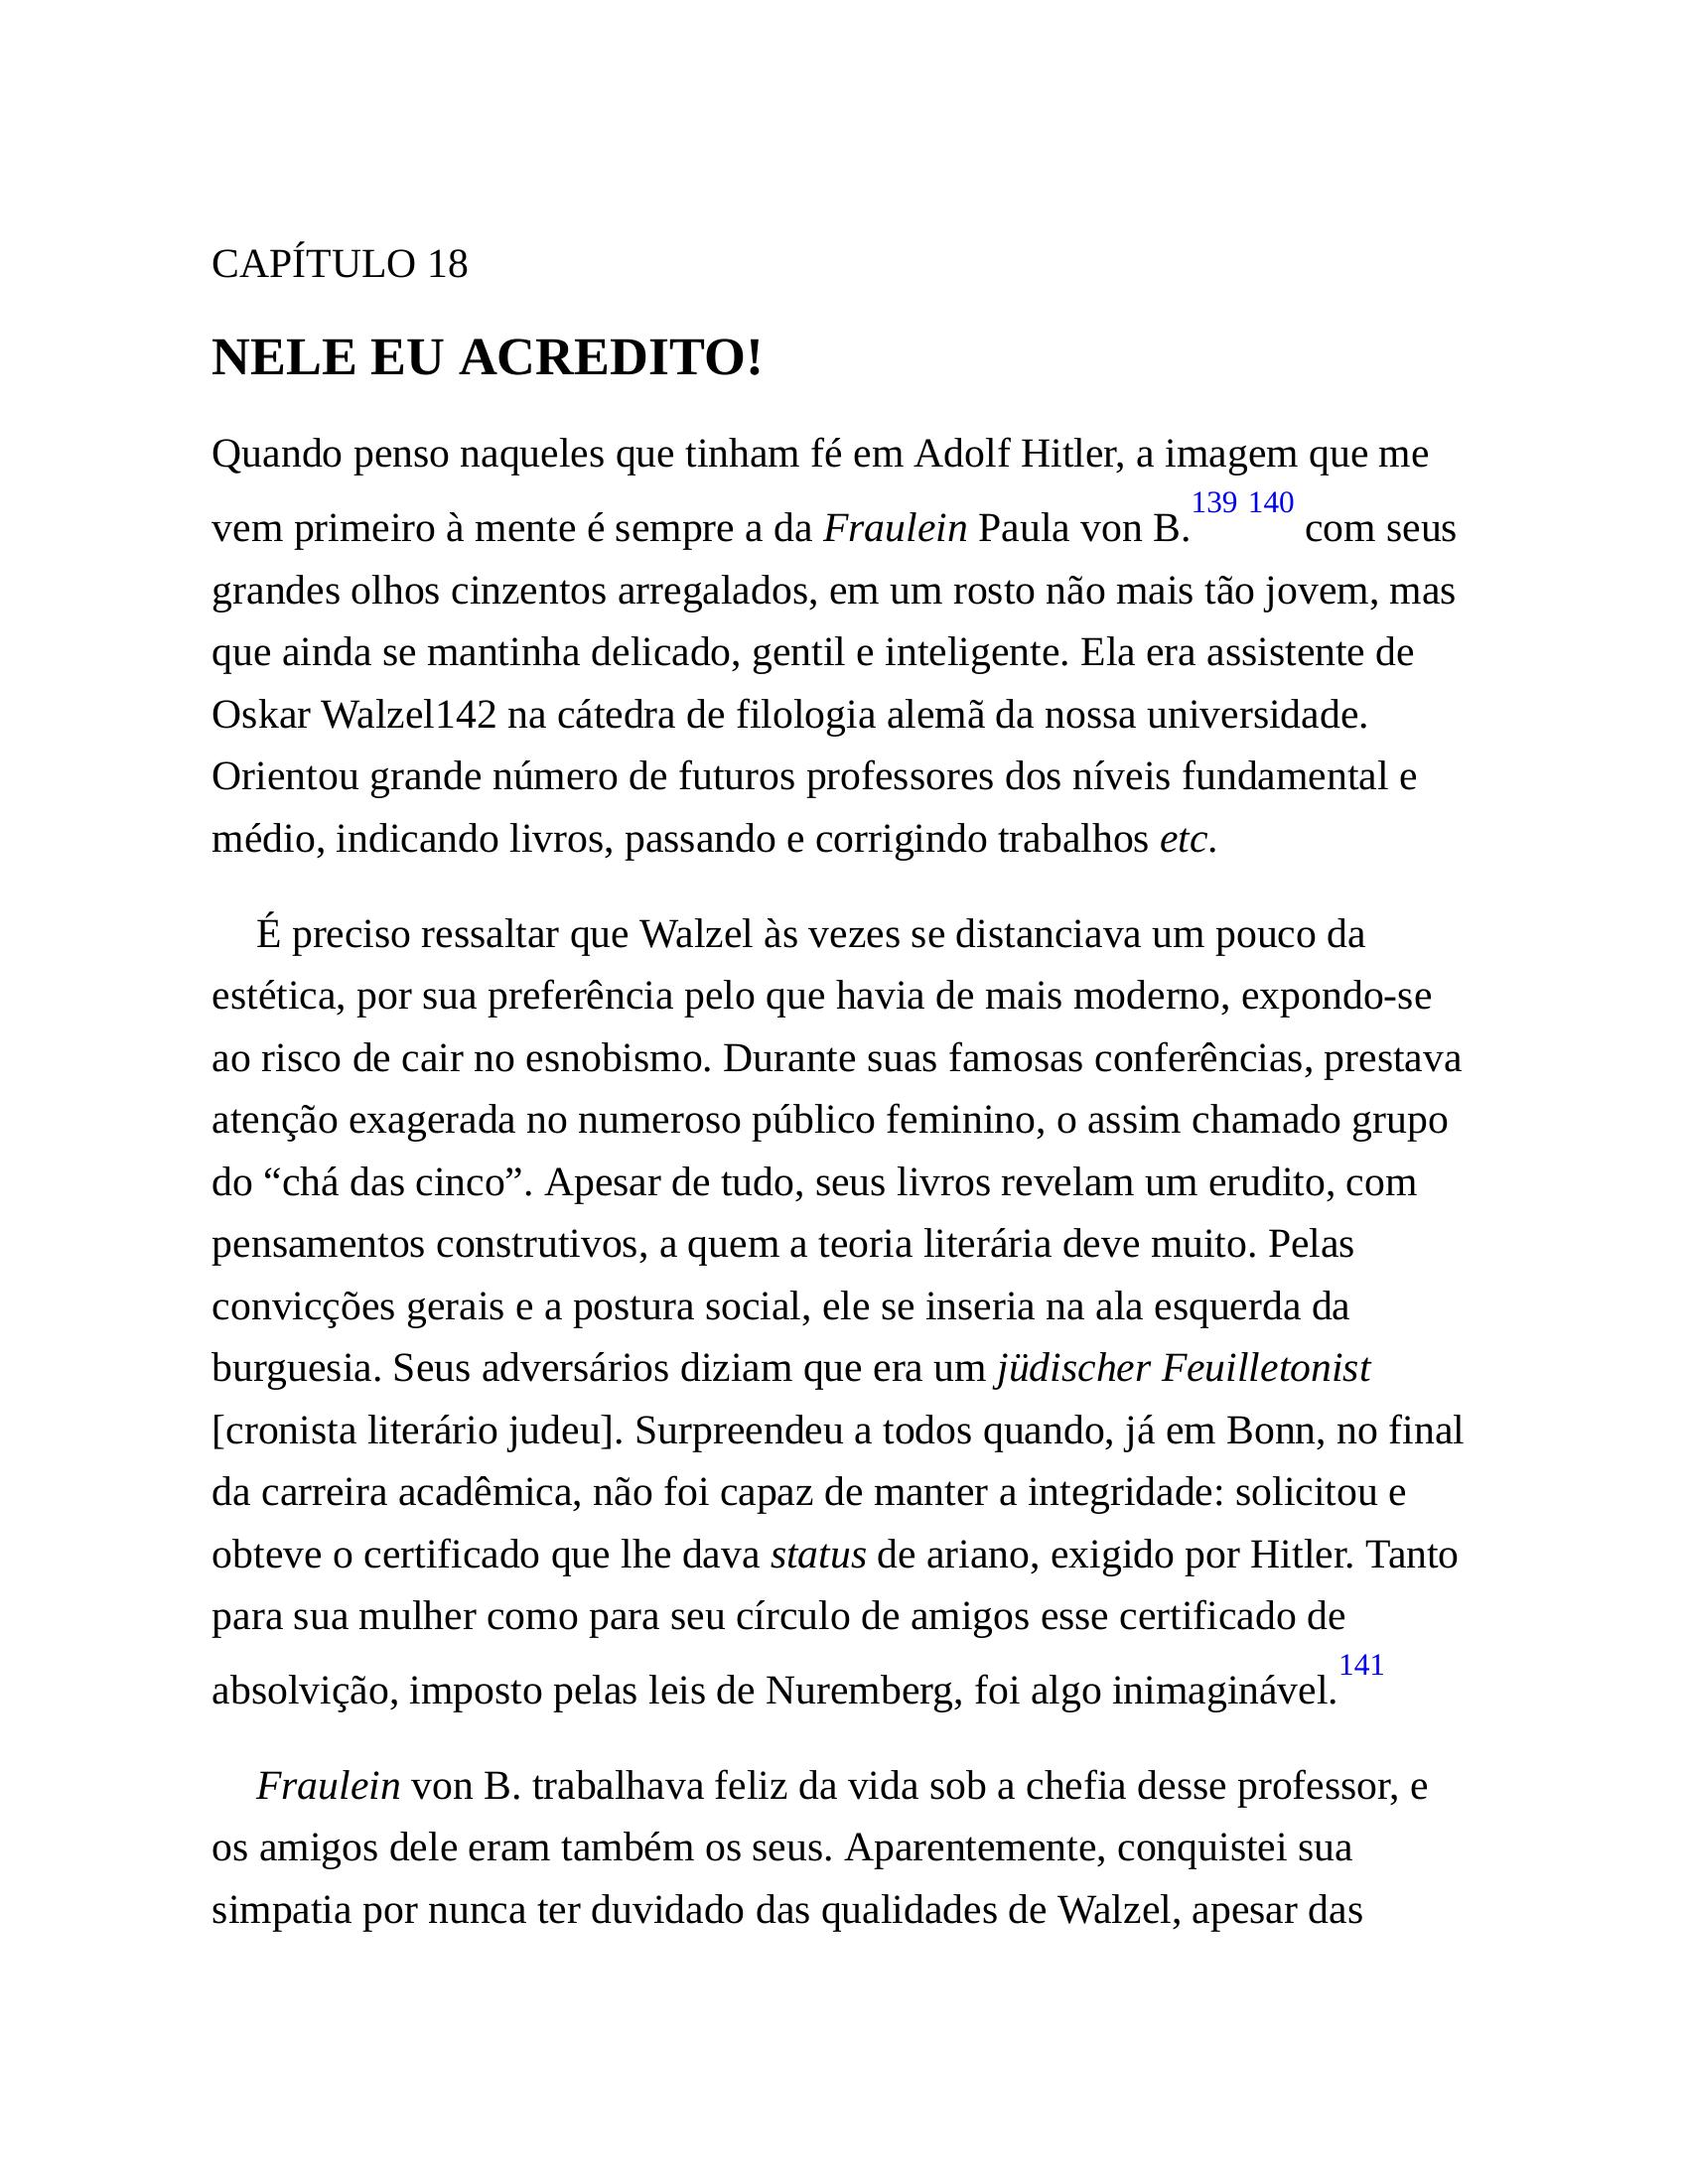 CAPÍTULO 18
NELE EU ACREDITO!
Quando penso naqueles que tinham fé em Adolf Hitler, a imagem que me
vem primeiro à mente é sempre a da Fraulein Paula von B.139 140 com seus
grandes olhos cinzentos arregalados, em um rosto não mais tão jovem, mas
que ainda se mantinha delicado, gentil e inteligente. Ela era assistente de
Oskar Walzel142 na cátedra de filologia alemã da nossa universidade.
Orientou grande número de futuros professores dos níveis fundamental e
médio, indicando livros, passando e corrigindo trabalhos etc.
É preciso ressaltar que Walzel às vezes se distanciava um pouco da
estética, por sua preferência pelo que havia de mais moderno, expondo-se
ao risco de cair no esnobismo. Durante suas famosas conferências, prestava
atenção exagerada no numeroso público feminino, o assim chamado grupo
do “chá das cinco”. Apesar de tudo, seus livros revelam um erudito, com
pensamentos construtivos, a quem a teoria literária deve muito. Pelas
convicções gerais e a postura social, ele se inseria na ala esquerda da
burguesia. Seus adversários diziam que era um jüdischer Feuilletonist
[cronista literário judeu]. Surpreendeu a todos quando, já em Bonn, no final
da carreira acadêmica, não foi capaz de manter a integridade: solicitou e
obteve o certificado que lhe dava status de ariano, exigido por Hitler. Tanto
para sua mulher como para seu círculo de amigos esse certificado de
absolvição, imposto pelas leis de Nuremberg, foi algo inimaginável.141
Fraulein von B. trabalhava feliz da vida sob a chefia desse professor, e
os amigos dele eram também os seus. Aparentemente, conquistei sua
simpatia por nunca ter duvidado das qualidades de Walzel, apesar das